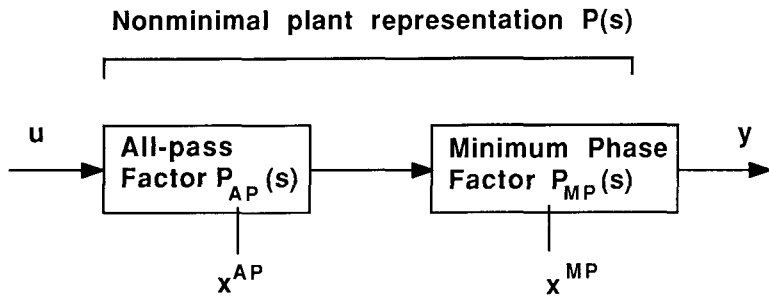 Nonminimal plant representation P(s)
u
All-pass
Factor P_AP (s)
Minimum Phase
Factor P_MP (s)
y
x^AP
x^MP